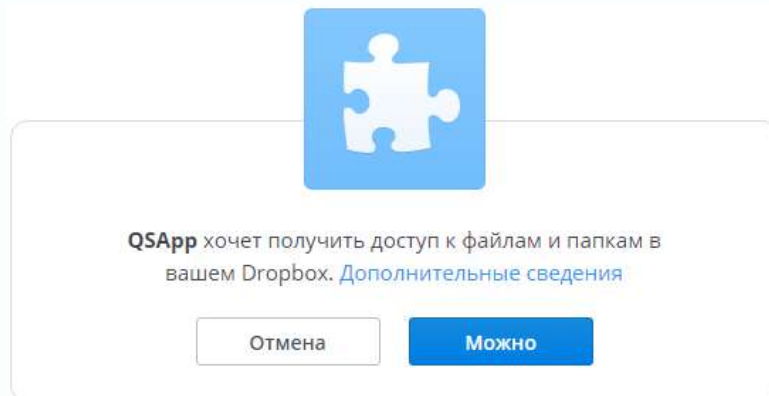 QSApp хочет получить доступ к файлам и папкам в
вашем Dropbox. Дополнительные сведения
Отмена
Можно